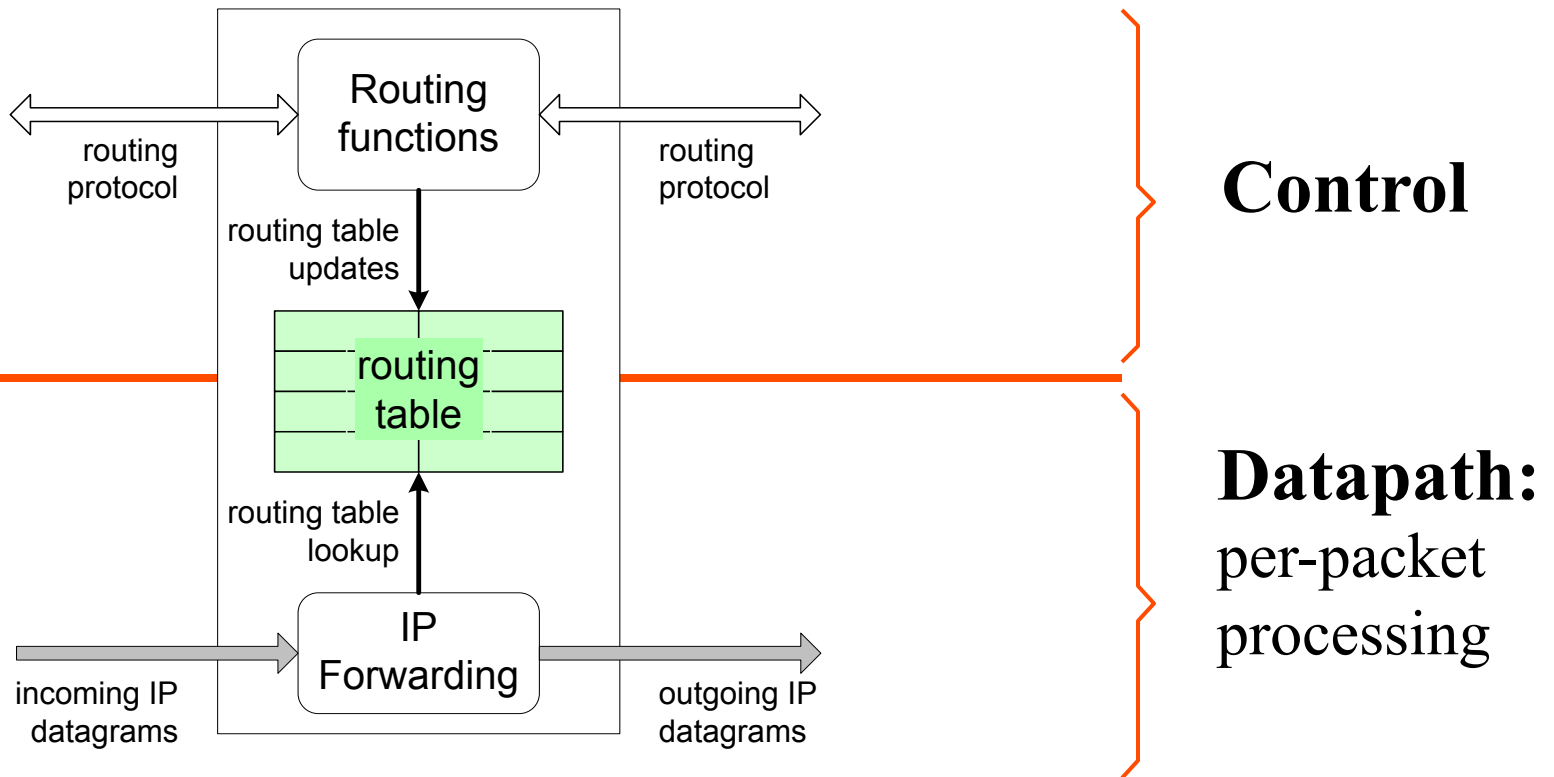 Routing
functions
routing
protocol
routing
protocol
Control
routing table
updates
routing
table
routing table
lookup
Datapath:
per-packet
processing
IP
Forwarding
incoming IP
datagrams
outgoing IP
datagrams